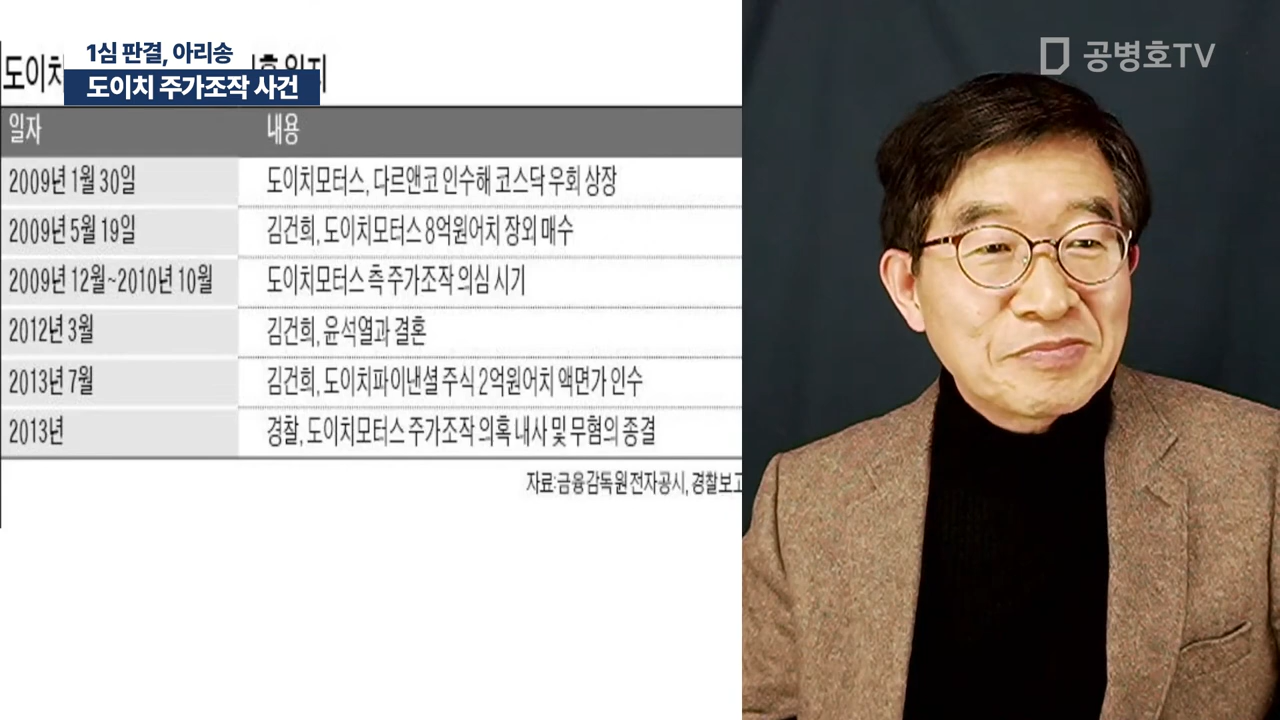 1심 판결, 아리송
도이치 주가조작 사건
도이치
일지
일자 내용
2009년 1월 30일 도이치모터스, 다르앤코 인수해 코스닥 우회 상장
2009년 5월 19일 김건희, 도이치모터스 8억원어치 장외 매수
2009년 12월~2010년 10월 도이치모터스 측 주가조작 의심 시기
2012년 3월 김건희, 윤석열과 결혼
2013년 7월 김건희, 도이치파이낸셜 주식 2억원어치 액면가 인수
2013년 경찰, 도이치모터스 주가조작 의혹 내사 및 무혐의 종결
자료:금융감독원 전자공시, 경찰보고
공병호TV